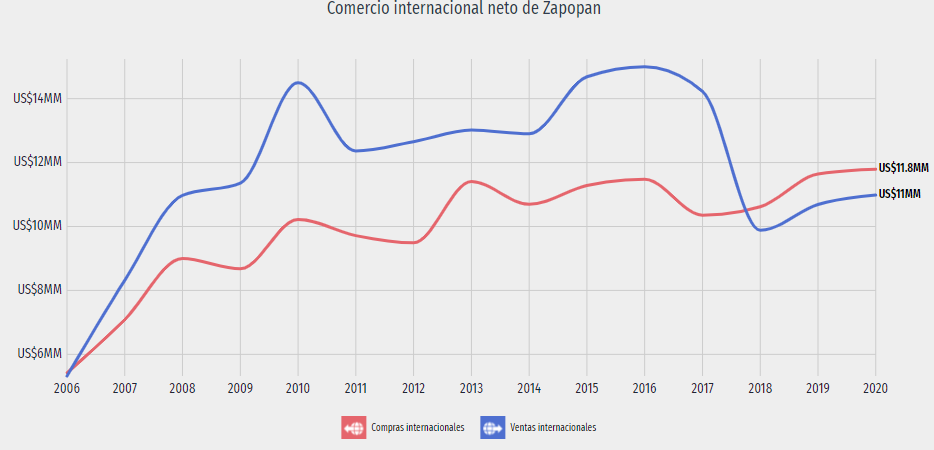 Comercio internacional neto de Zapopan
US$14MM
US$12MM
US$10MM
US$8MM
US$6MM
US$11.8MM
US$11MM
2006 2007 2008 2009 2010 2011 2012 2013 2014 2015 2016 2017 2018 2019 2020
Compras internacionales Ventas internacionales